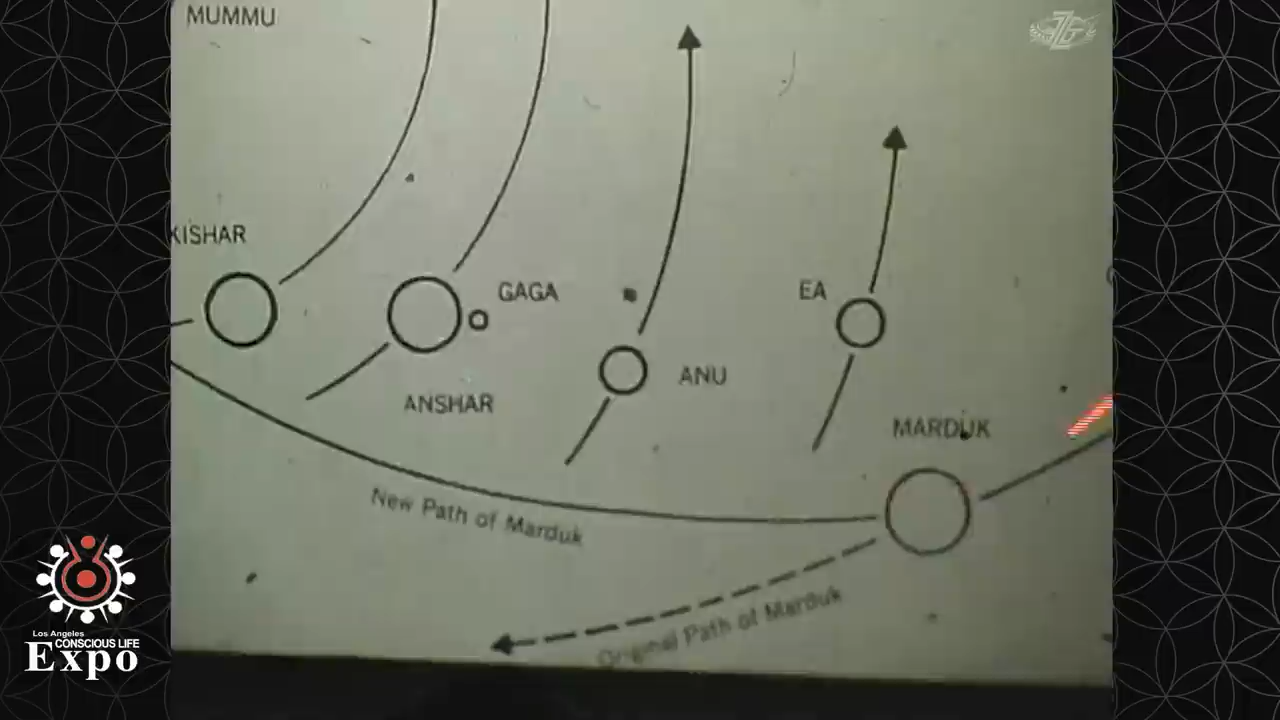 MUMMU
KISHAR
GAGA
EA
ANSHAR
ANU
MARDUK
New Path of Marduk
Original Path of Marduk
Los Angeles
CONSCIOUS LIFE
Expo